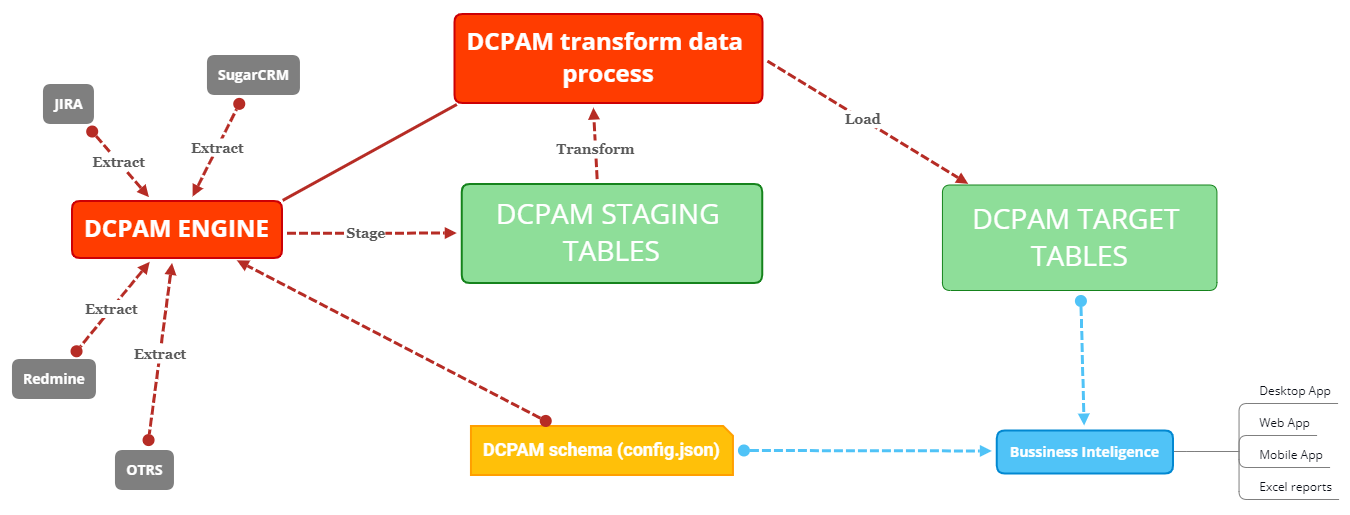 DCPAM transform data
process
SugarCRM
JIRA
Extract
Extract
Load
Transform
DCPAM ENGINE
Stage
DCPAM STAGING
TABLES
DCPAM TARGET
TABLES
Extract
Extract
Redmine
OTRS
DCPAM schema (config.json)
Bussiness Inteligence
Desktop App
Web App
Mobile App
Excel reports